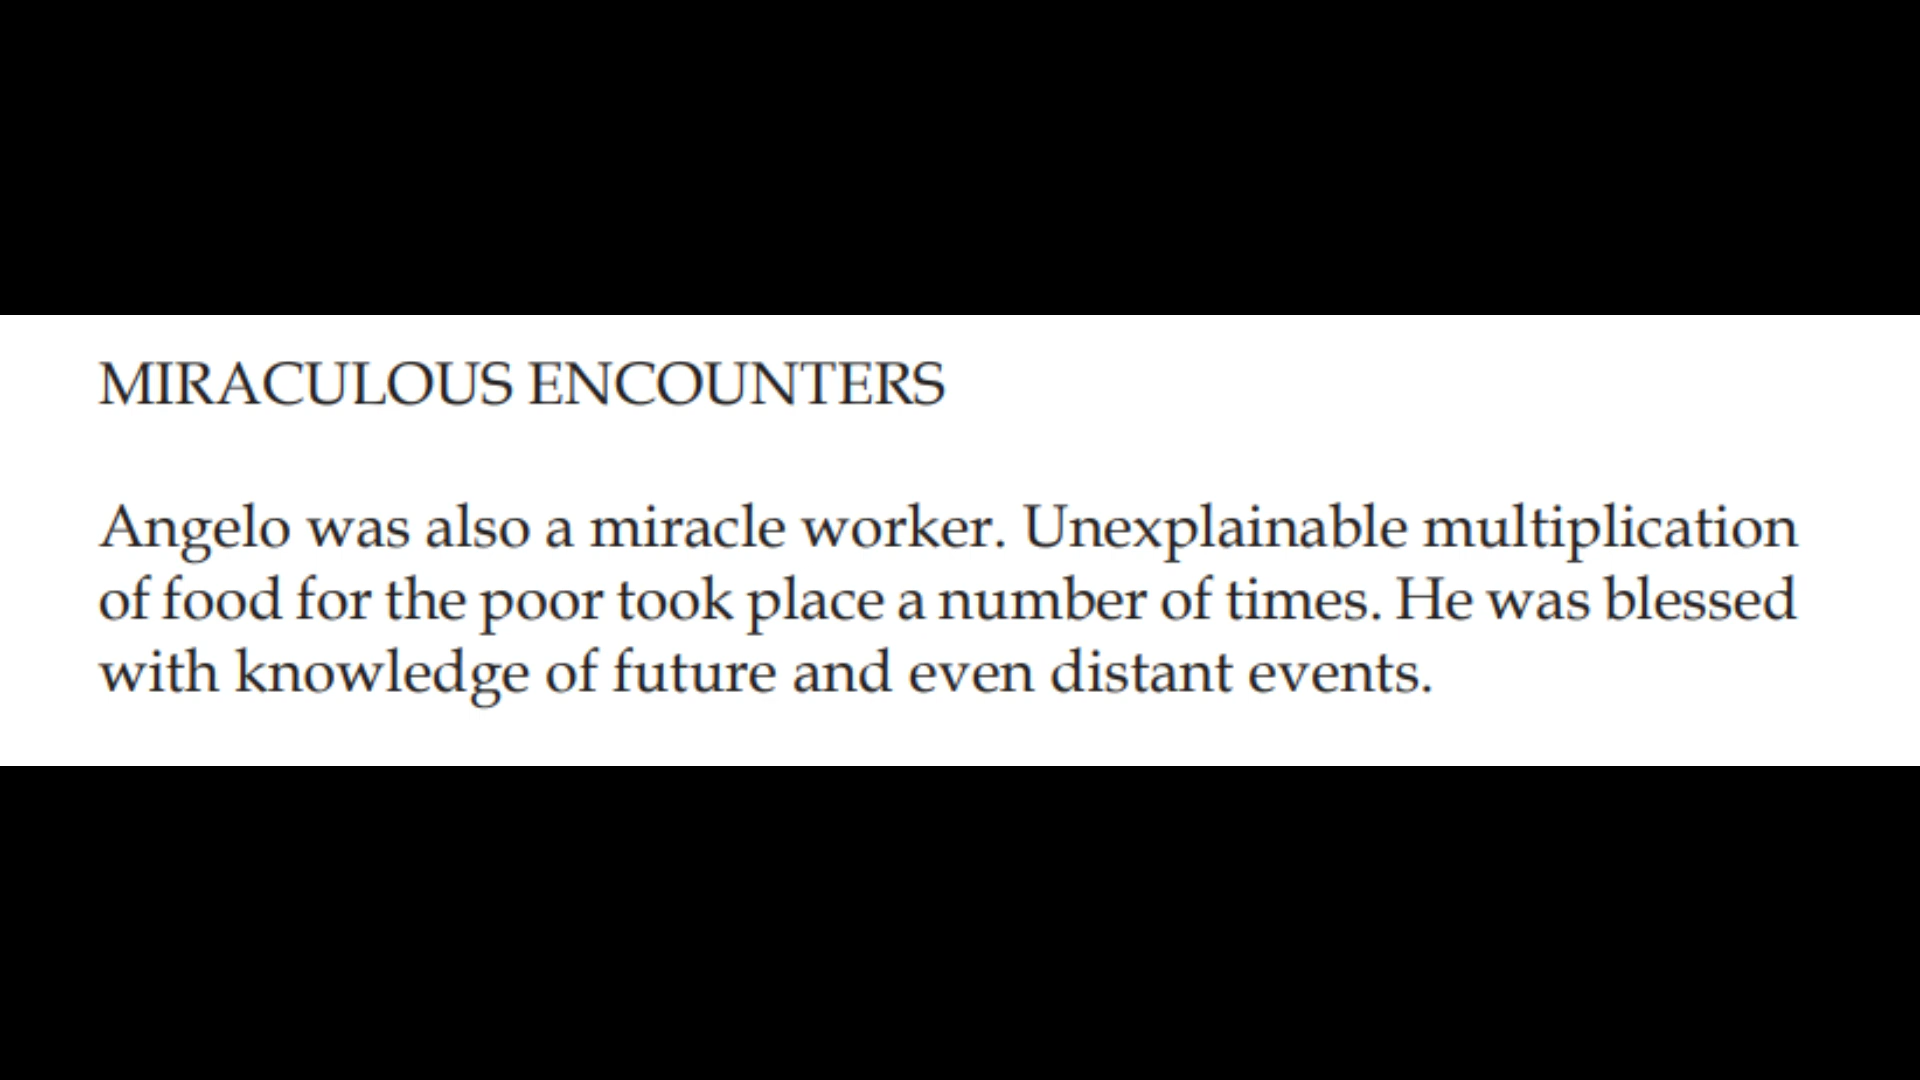 MIRACULOUS ENCOUNTERS
Angelo was also a miracle worker. Unexplainable multiplication
of food for the poor took place a number of times. He was blessed
with knowledge of future and even distant events.